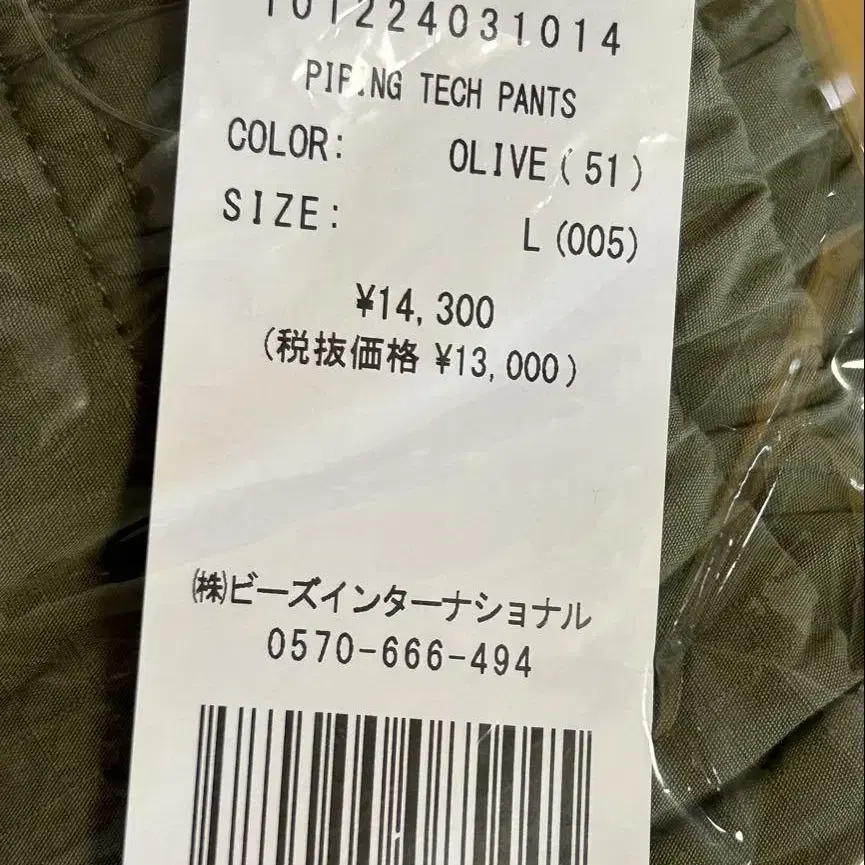 101224031014
PIPING TECH PANTS
COLOR: OLIVE(51)
SIZE: L(005)
¥14,300
(税抜価格 ¥13,000)
㈱ビーズインターナショナル
0570-666-494